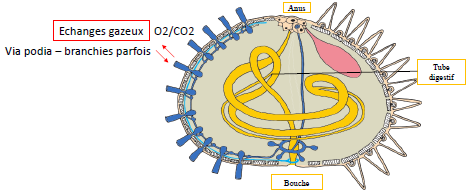 Anus
Echanges gazeux O2/CO2
Via podia – branchies parfois
Tube
digestif
Bouche